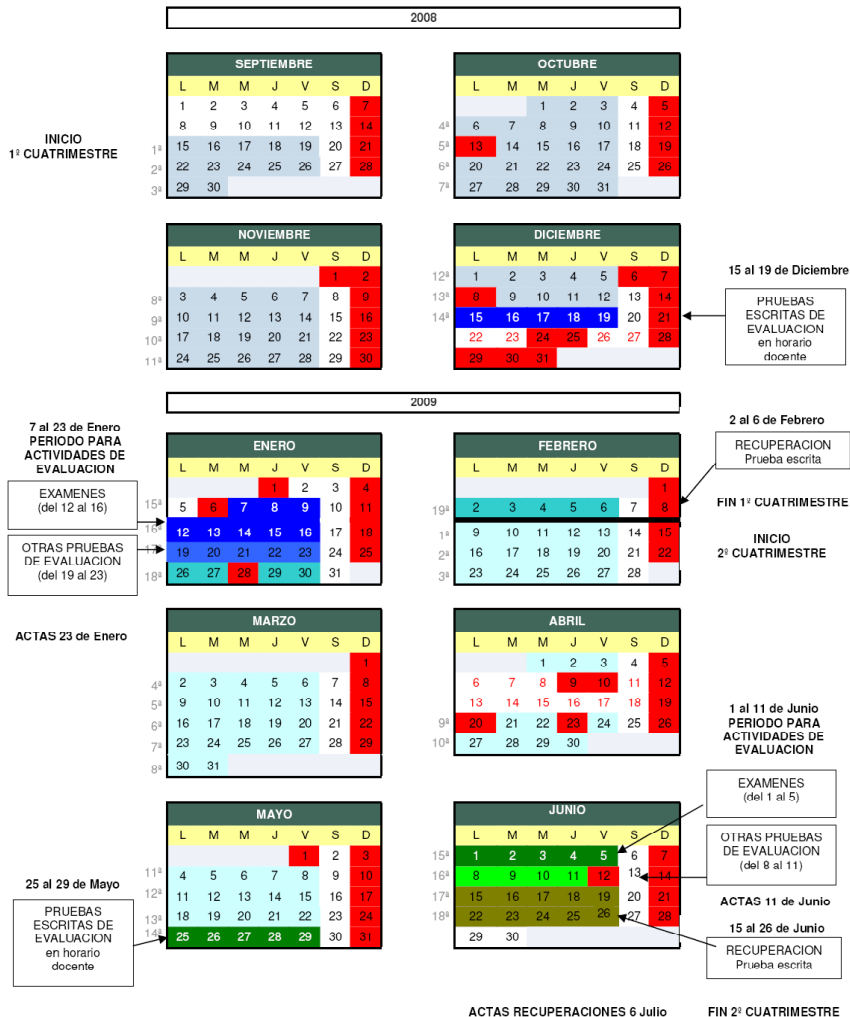 2008
SEPTIEMBRE
L M M J V S D
1 2 3 4 5 6 7
8 9 10 11 12 13 14
1ª 15 16 17 18 19 20 21
2ª 22 23 24 25 26 27 28
3ª 29 30
INICIO
1º CUATRIMESTRE
OCTUBRE
L M M J V S D
1 2 3 4 5
4ª 6 7 8 9 10 11 12
5ª 13 14 15 16 17 18 19
6ª 20 21 22 23 24 25 26
7ª 27 28 29 30 31
NOVIEMBRE
L M M J V S D
1 2
8ª 3 4 5 6 7 8 9
9ª 10 11 12 13 14 15 16
10ª 17 18 19 20 21 22 23
11ª 24 25 26 27 28 29 30
DICIEMBRE
L M M J V S D
12ª 1 2 3 4 5 6 7
13ª 8 9 10 11 12 13 14
14ª 15 16 17 18 19 20 21
22 23 24 25 26 27 28
29 30 31
15 al 19 de Diciembre
PRUEBAS
ESCRITAS DE
EVALUACION
en horario
docente
2009
7 al 23 de Enero
PERIODO PARA
ACTIVIDADES DE
EVALUACION
EXAMENES
(del 12 al 16)
OTRAS PRUEBAS
DE EVALUACION
(del 19 al 23)
ENERO
L M M J V S D
1 2 3 4
15ª 5 6 7 8 9 10 11
16ª 12 13 14 15 16 17 18
17ª 19 20 21 22 23 24 25
18ª 26 27 28 29 30 31
FEBRERO
L M M J V S D
1
19ª 2 3 4 5 6 7 8
1ª 9 10 11 12 13 14 15
2ª 16 17 18 19 20 21 22
3ª 23 24 25 26 27 28
2 al 6 de Febrero
RECUPERACION
Prueba escrita
FIN 1º CUATRIMESTRE
INICIO
2º CUATRIMESTRE
ACTAS 23 de Enero
MARZO
L M M J V S D
1
4ª 2 3 4 5 6 7 8
5ª 9 10 11 12 13 14 15
6ª 16 17 18 19 20 21 22
7ª 23 24 25 26 27 28 29
8ª 30 31
ABRIL
L M M J V S D
1 2 3 4 5
6 7 8 9 10 11 12
13 14 15 16 17 18 19
9ª 20 21 22 23 24 25 26
10ª 27 28 29 30
1 al 11 de Junio
PERIODO PARA
ACTIVIDADES DE
EVALUACION
EXAMENES
(del 1 al 5)
OTRAS PRUEBAS
DE EVALUACION
(del 8 al 11)
ACTAS 11 de Junio
15 al 26 de Junio
RECUPERACION
Prueba escrita
MAYO
L M M J V S D
1 2 3
11ª 4 5 6 7 8 9 10
12ª 11 12 13 14 15 16 17
13ª 18 19 20 21 22 23 24
14ª 25 26 27 28 29 30 31
25 al 29 de Mayo
PRUEBAS
ESCRITAS DE
EVALUACION
en horario
docente
JUNIO
L M M J V S D
15ª 1 2 3 4 5 6 7
16ª 8 9 10 11 12 13 14
17ª 15 16 17 18 19 20 21
18ª 22 23 24 25 26 27 28
29 30
ACTAS RECUPERACIONES 6 Julio
FIN 2º CUATRIMESTRE